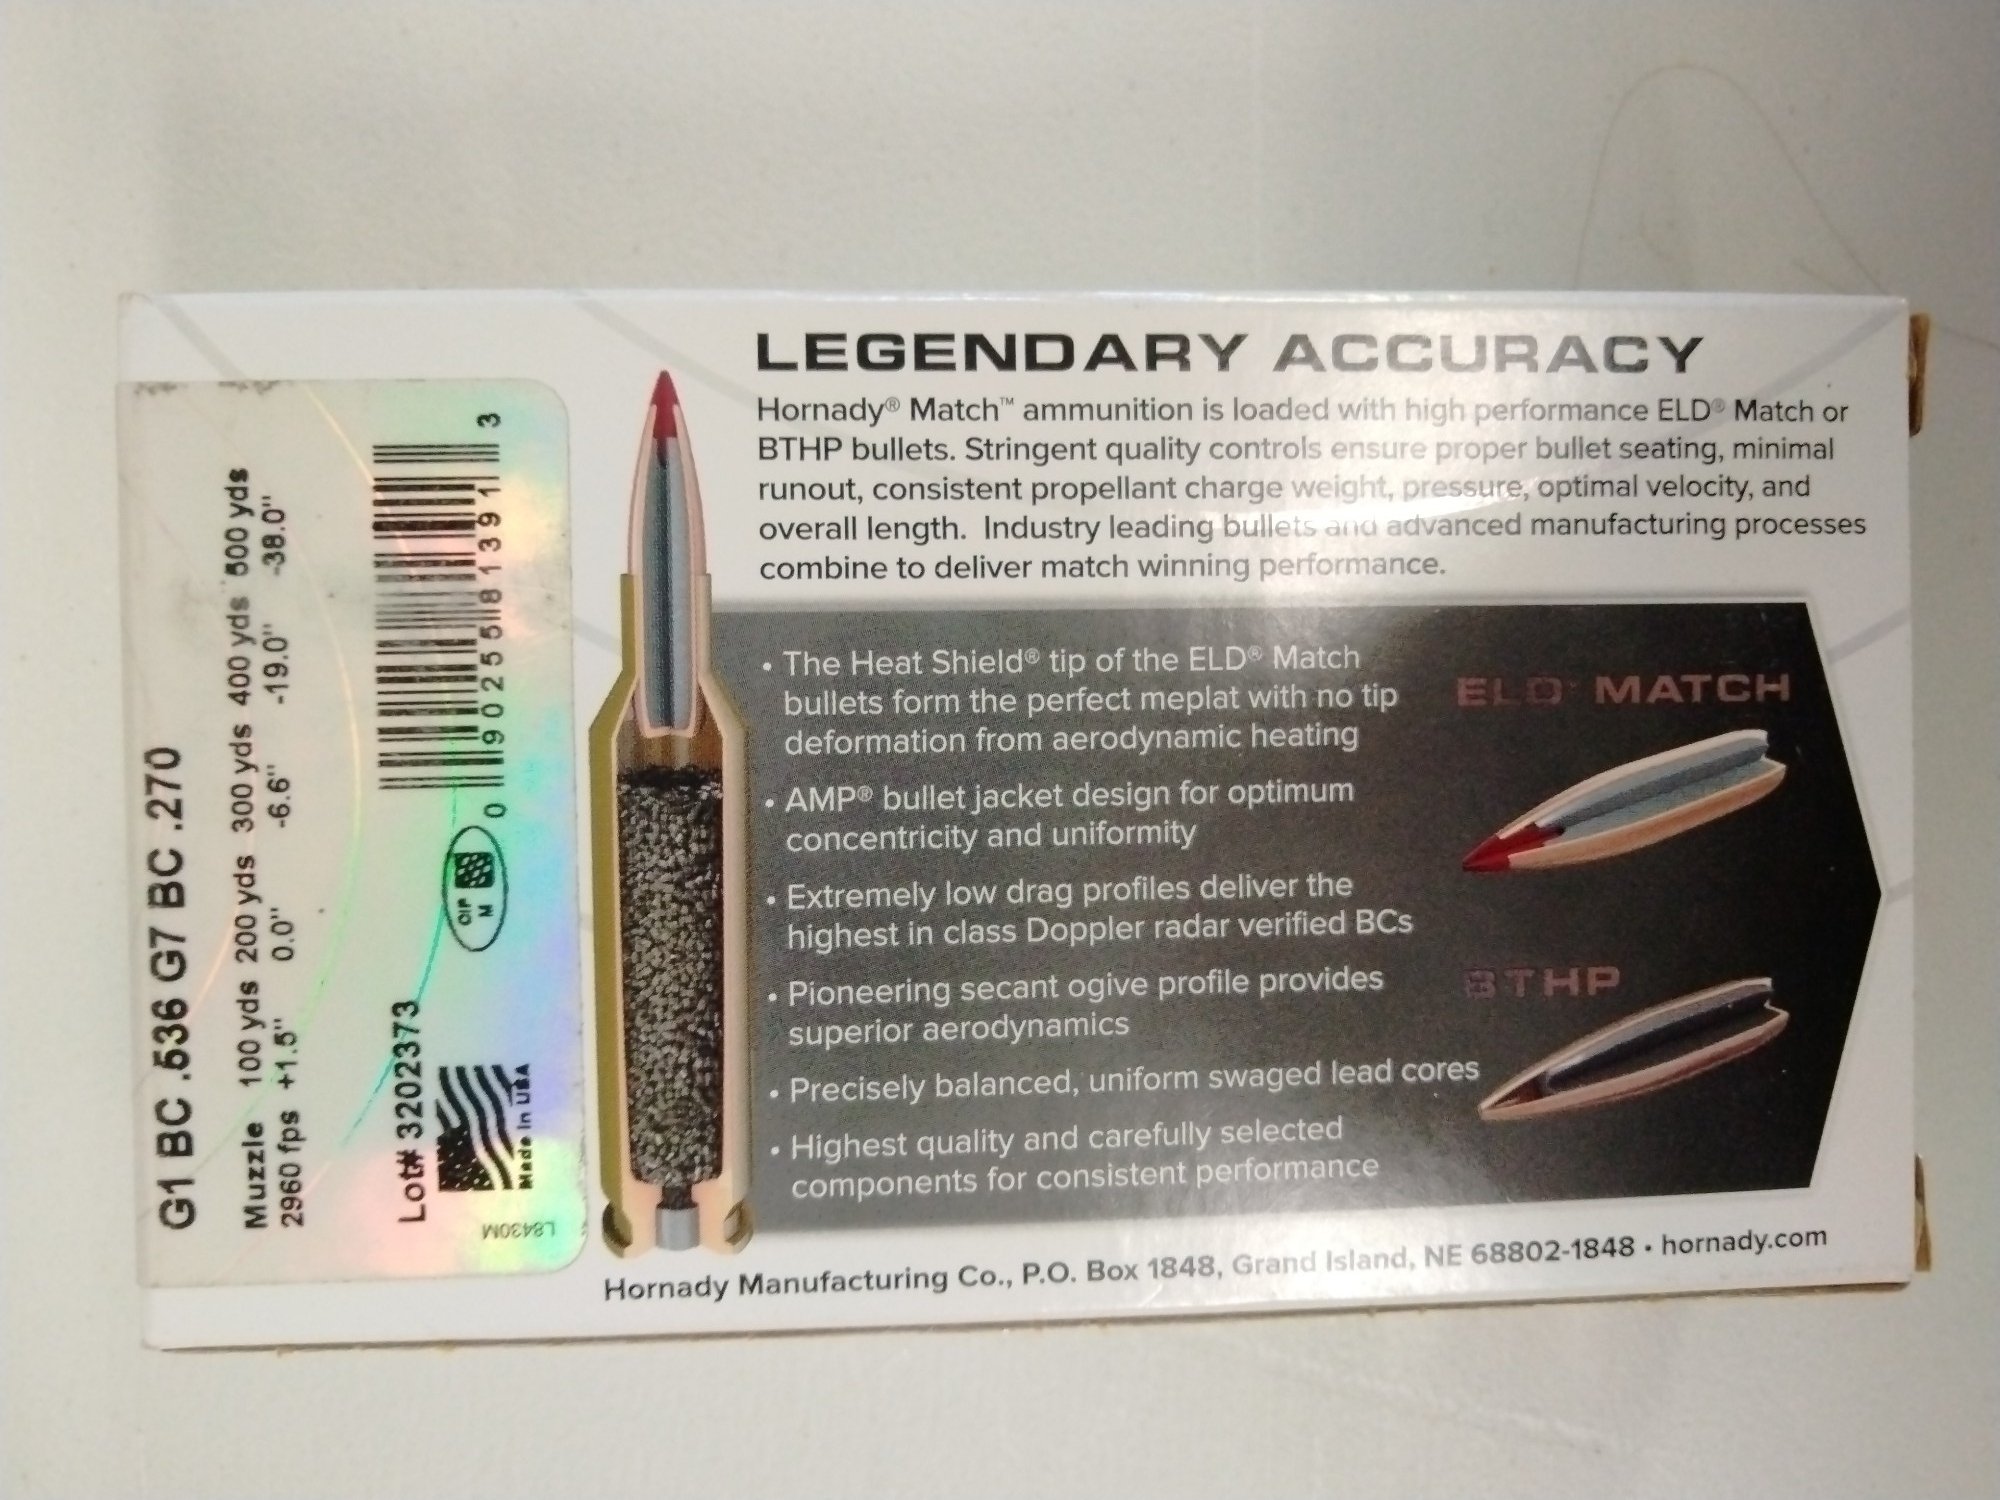 LEGENDARY ACCURACY
Hornady® Match™ ammunition is loaded with high performance ELD® Match or
BTHP bullets. Stringent quality controls ensure proper bullet seating, minimal
runout, consistent propellant charge weight, pressure, optimal velocity, and
overall length. Industry leading bullets and advanced manufacturing processes
combine to deliver match winning performance.
• The Heat Shield® tip of the ELD® Match
bullets form the perfect meplat with no tip
deformation from aerodynamic heating
• AMP® bullet jacket design for optimum
concentricity and uniformity
• Extremely low drag profiles deliver the
highest in class Doppler radar verified BCs
• Pioneering secant ogive profile provides
superior aerodynamics
• Precisely balanced, uniform swaged lead cores
• Highest quality and carefully selected
components for consistent performance
ELD® MATCH
BTHP
Hornady Manufacturing Co., P.O. Box 1848, Grand Island, NE 68802-1848 • hornady.com
G1 BC .536 G7 BC .270
Muzzle 100 yds 200 yds 300 yds 400 yds 500 yds
2960 fps +1.5" 0.0" -6.6" -19.0" -38.0"
Lot# 3202373
CIP
M
0 90255 81391 3
Made in USA
L8430M